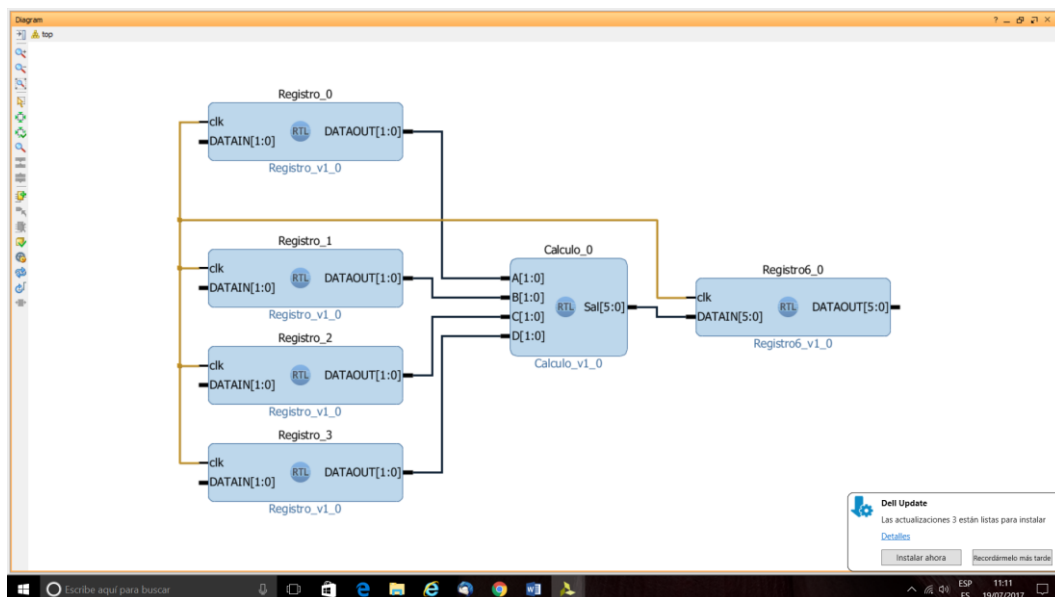 Diagram
? _
top
Registro_0
clk
DATAIN[1:0]
RTL
DATAOUT[1:0]
Registro_v1_0
Registro_1
clk
DATAIN[1:0]
RTL
DATAOUT[1:0]
Registro_v1_0
Registro_2
clk
DATAIN[1:0]
RTL
DATAOUT[1:0]
Registro_v1_0
Registro_3
clk
DATAIN[1:0]
RTL
DATAOUT[1:0]
Registro_v1_0
Calculo_0
A[1:0]
B[1:0]
C[1:0]
D[1:0]
RTL
Sal[5:0]
Calculo_v1_0
Registro6_0
clk
DATAIN[5:0]
RTL
DATAOUT[5:0]
Registro6_v1_0
Dell Update
Las actualizaciones 3 están listas para instalar
Detalles
Instalar ahora
Recordármelo más tarde
Escribe aquí para buscar
ESP
ES
11:11
19/07/2017